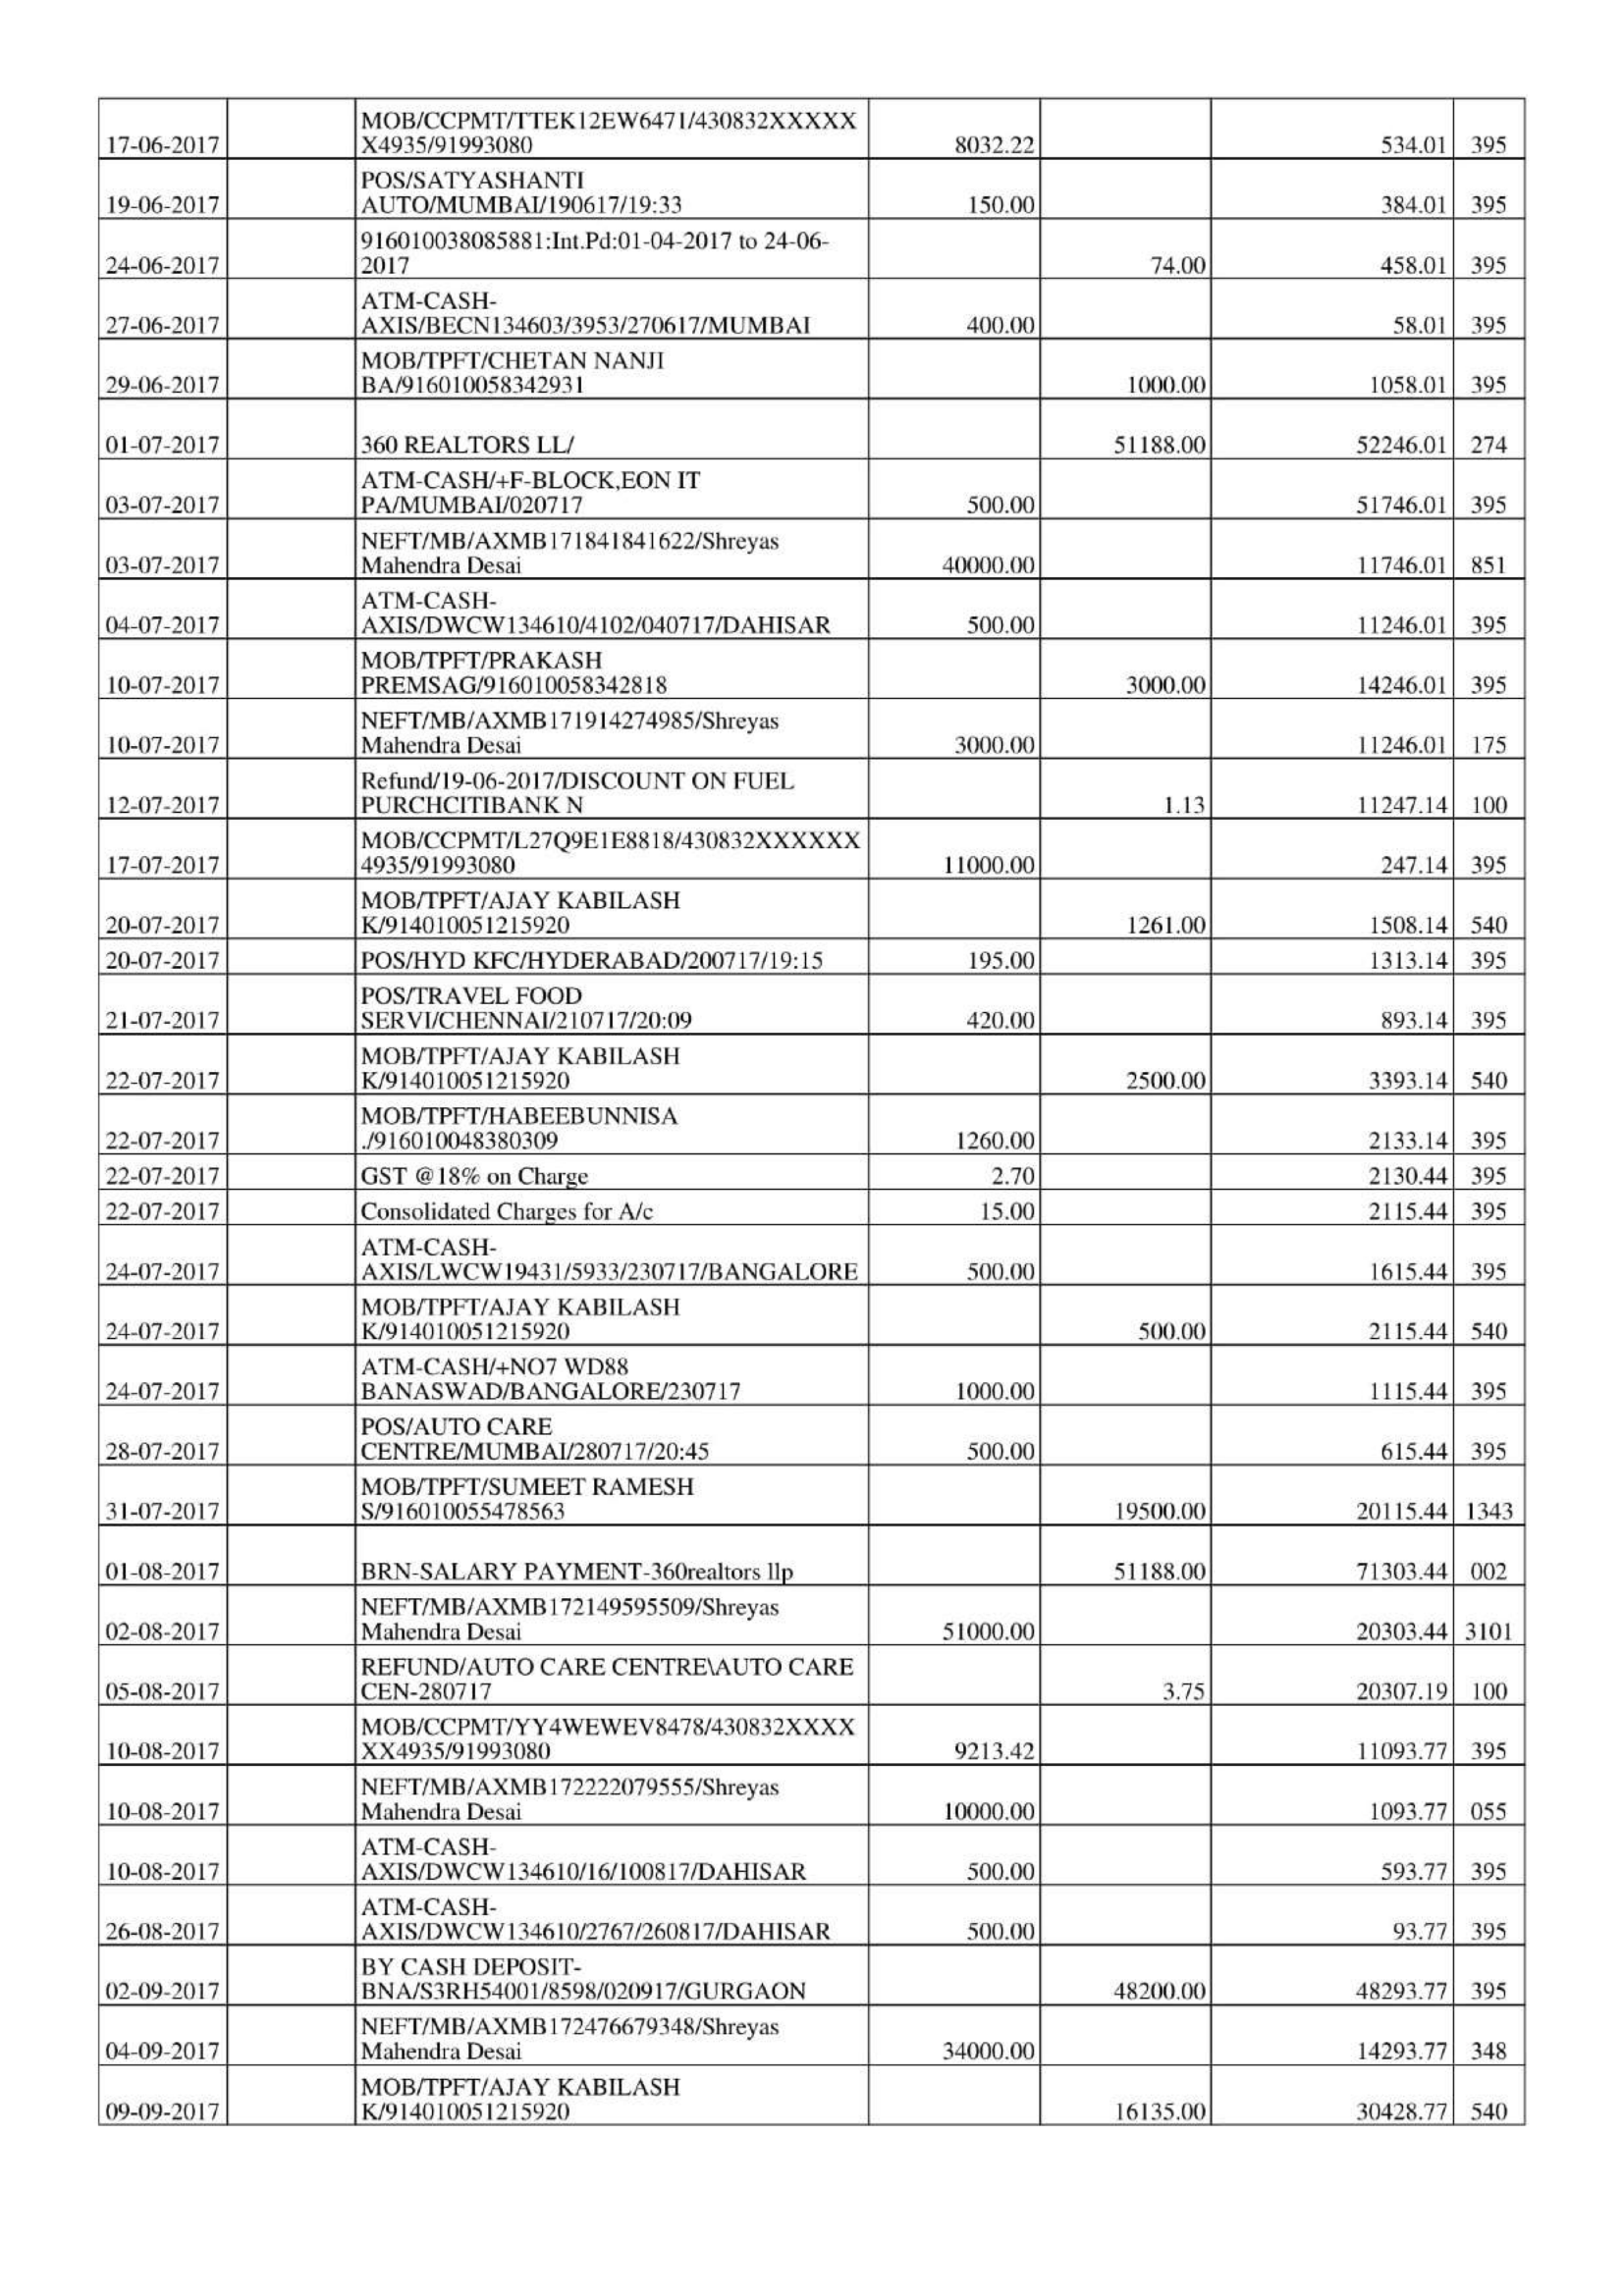 17-06-2017 MOB/CCPMT/TTEK12EW6471/430832XXXXX
X4935/91993080 8032.22 534.01 395
19-06-2017 POS/SATYASHANTI
AUTO/MUMBAI/190617/19:33 150.00 384.01 395
24-06-2017 916010038085881:Int.Pd:01-04-2017 to 24-06-
2017 74.00 458.01 395
27-06-2017 ATM-CASH-
AXIS/BECN134603/3953/270617/MUMBAI 400.00 58.01 395
29-06-2017 MOB/TPFT/CHETAN NANJI
BA/916010058342931 1000.00 1058.01 395
01-07-2017 360 REALTORS LL/ 51188.00 52246.01 274
03-07-2017 ATM-CASH/+F-BLOCK,EON IT
PA/MUMBAI/020717 500.00 51746.01 395
03-07-2017 NEFT/MB/AXMB171841841622/Shreyas
Mahendra Desai 40000.00 11746.01 851
04-07-2017 ATM-CASH-
AXIS/DWCW134610/4102/040717/DAHISAR 500.00 11246.01 395
10-07-2017 MOB/TPFT/PRAKASH
PREMSAG/916010058342818 3000.00 14246.01 395
10-07-2017 NEFT/MB/AXMB171914274985/Shreyas
Mahendra Desai 3000.00 11246.01 175
12-07-2017 Refund/19-06-2017/DISCOUNT ON FUEL
PURCHCITIBANK N 1.13 11247.14 100
17-07-2017 MOB/CCPMT/L27Q9E1E8818/430832XXXXXX
4935/91993080 11000.00 247.14 395
20-07-2017 MOB/TPFT/AJAY KABILASH
K/914010051215920 1261.00 1508.14 540
20-07-2017 POS/HYD KFC/HYDERABAD/200717/19:15 195.00 1313.14 395
21-07-2017 POS/TRAVEL FOOD
SERVI/CHENNAI/210717/20:09 420.00 893.14 395
22-07-2017 MOB/TPFT/AJAY KABILASH
K/914010051215920 2500.00 3393.14 540
22-07-2017 MOB/TPFT/HABEEBUNNISA
./916010048380309 1260.00 2133.14 395
22-07-2017 GST @18% on Charge 2.70 2130.44 395
22-07-2017 Consolidated Charges for A/c 15.00 2115.44 395
24-07-2017 ATM-CASH-
AXIS/LWCW19431/5933/230717/BANGALORE 500.00 1615.44 395
24-07-2017 MOB/TPFT/AJAY KABILASH
K/914010051215920 500.00 2115.44 540
24-07-2017 ATM-CASH/+NO7 WD88
BANASWAD/BANGALORE/230717 1000.00 1115.44 395
28-07-2017 POS/AUTO CARE
CENTRE/MUMBAI/280717/20:45 500.00 615.44 395
31-07-2017 MOB/TPFT/SUMEET RAMESH
S/916010055478563 19500.00 20115.44 1343
01-08-2017 BRN-SALARY PAYMENT-360realtors llp 51188.00 71303.44 002
02-08-2017 NEFT/MB/AXMB172149595509/Shreyas
Mahendra Desai 51000.00 20303.44 3101
05-08-2017 REFUND/AUTO CARE CENTRE\AUTO CARE
CEN-280717 3.75 20307.19 100
10-08-2017 MOB/CCPMT/YY4WEWEV8478/430832XXXX
XX4935/91993080 9213.42 11093.77 395
10-08-2017 NEFT/MB/AXMB172222079555/Shreyas
Mahendra Desai 10000.00 1093.77 055
10-08-2017 ATM-CASH-
AXIS/DWCW134610/16/100817/DAHISAR 500.00 593.77 395
26-08-2017 ATM-CASH-
AXIS/DWCW134610/2767/260817/DAHISAR 500.00 93.77 395
02-09-2017 BY CASH DEPOSIT-
BNA/S3RH54001/8598/020917/GURGAON 48200.00 48293.77 395
04-09-2017 NEFT/MB/AXMB172476679348/Shreyas
Mahendra Desai 34000.00 14293.77 348
09-09-2017 MOB/TPFT/AJAY KABILASH
K/914010051215920 16135.00 30428.77 540